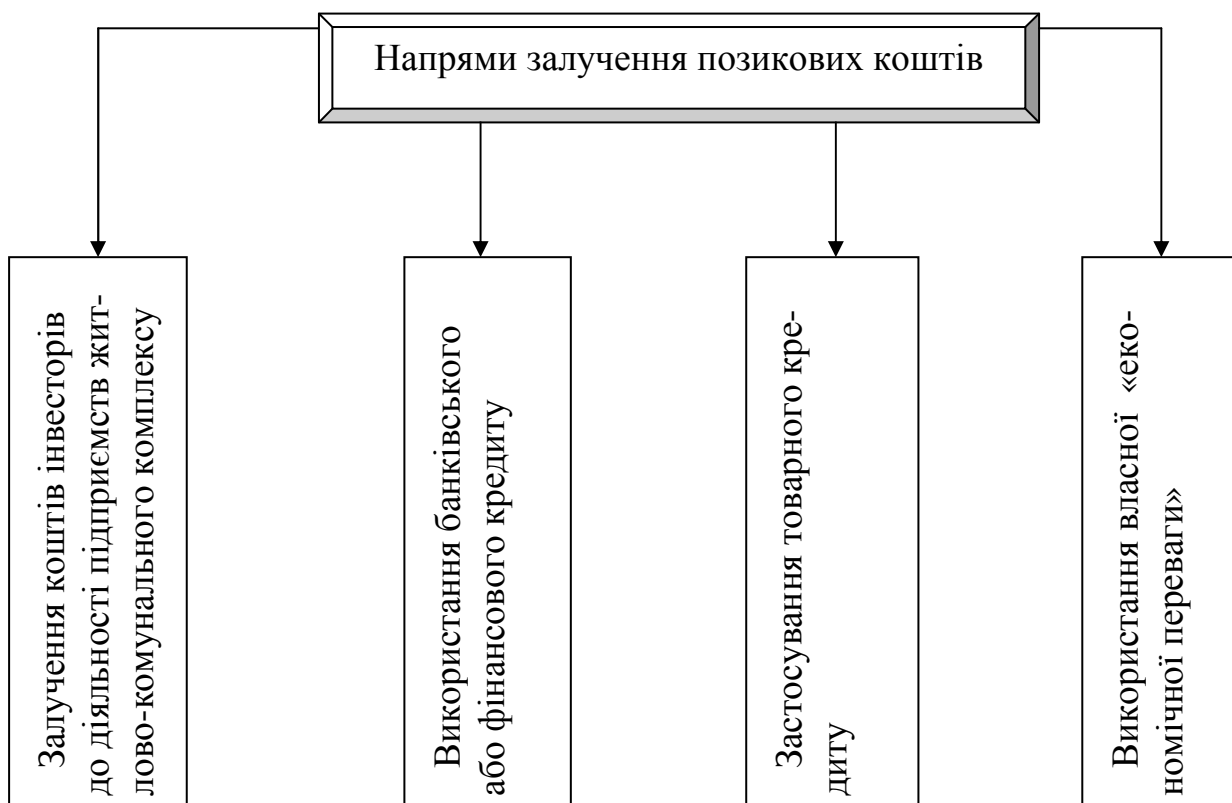 Напрями залучення позикових коштів
Залучення коштів інвесторів
до діяльності підприємств жит-
лово-комунального комплексу
Використання банківського
або фінансового кредиту
Застосування товарного кре-
диту
Використання власної «еко-
номічної переваги»